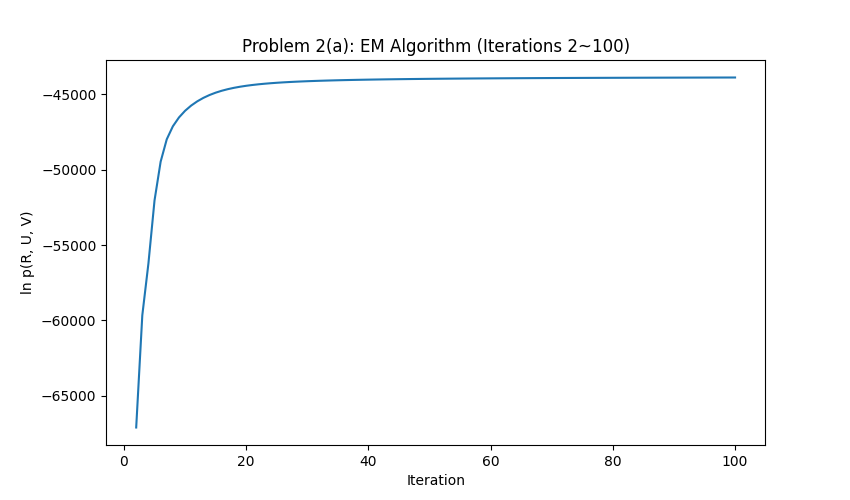 Problem 2(a): EM Algorithm (Iterations 2~100)
ln p(R, U, V)
−45000
−50000
−55000
−60000
−65000
0 20 40 60 80 100
Iteration